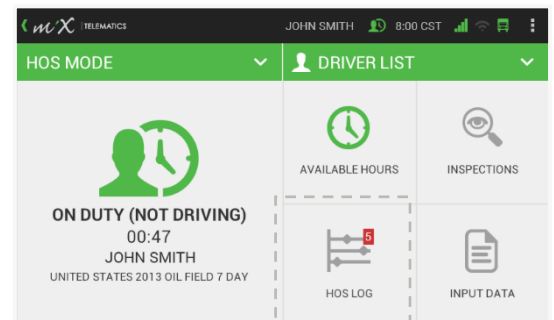 mix TELEMATICS
JOHN SMITH 8:00 CST
HOS MODE
DRIVER LIST
ON DUTY (NOT DRIVING)
00:47
JOHN SMITH
UNITED STATES 2013 OIL FIELD 7 DAY
AVAILABLE HOURS
INSPECTIONS
5
HOS LOG
INPUT DATA